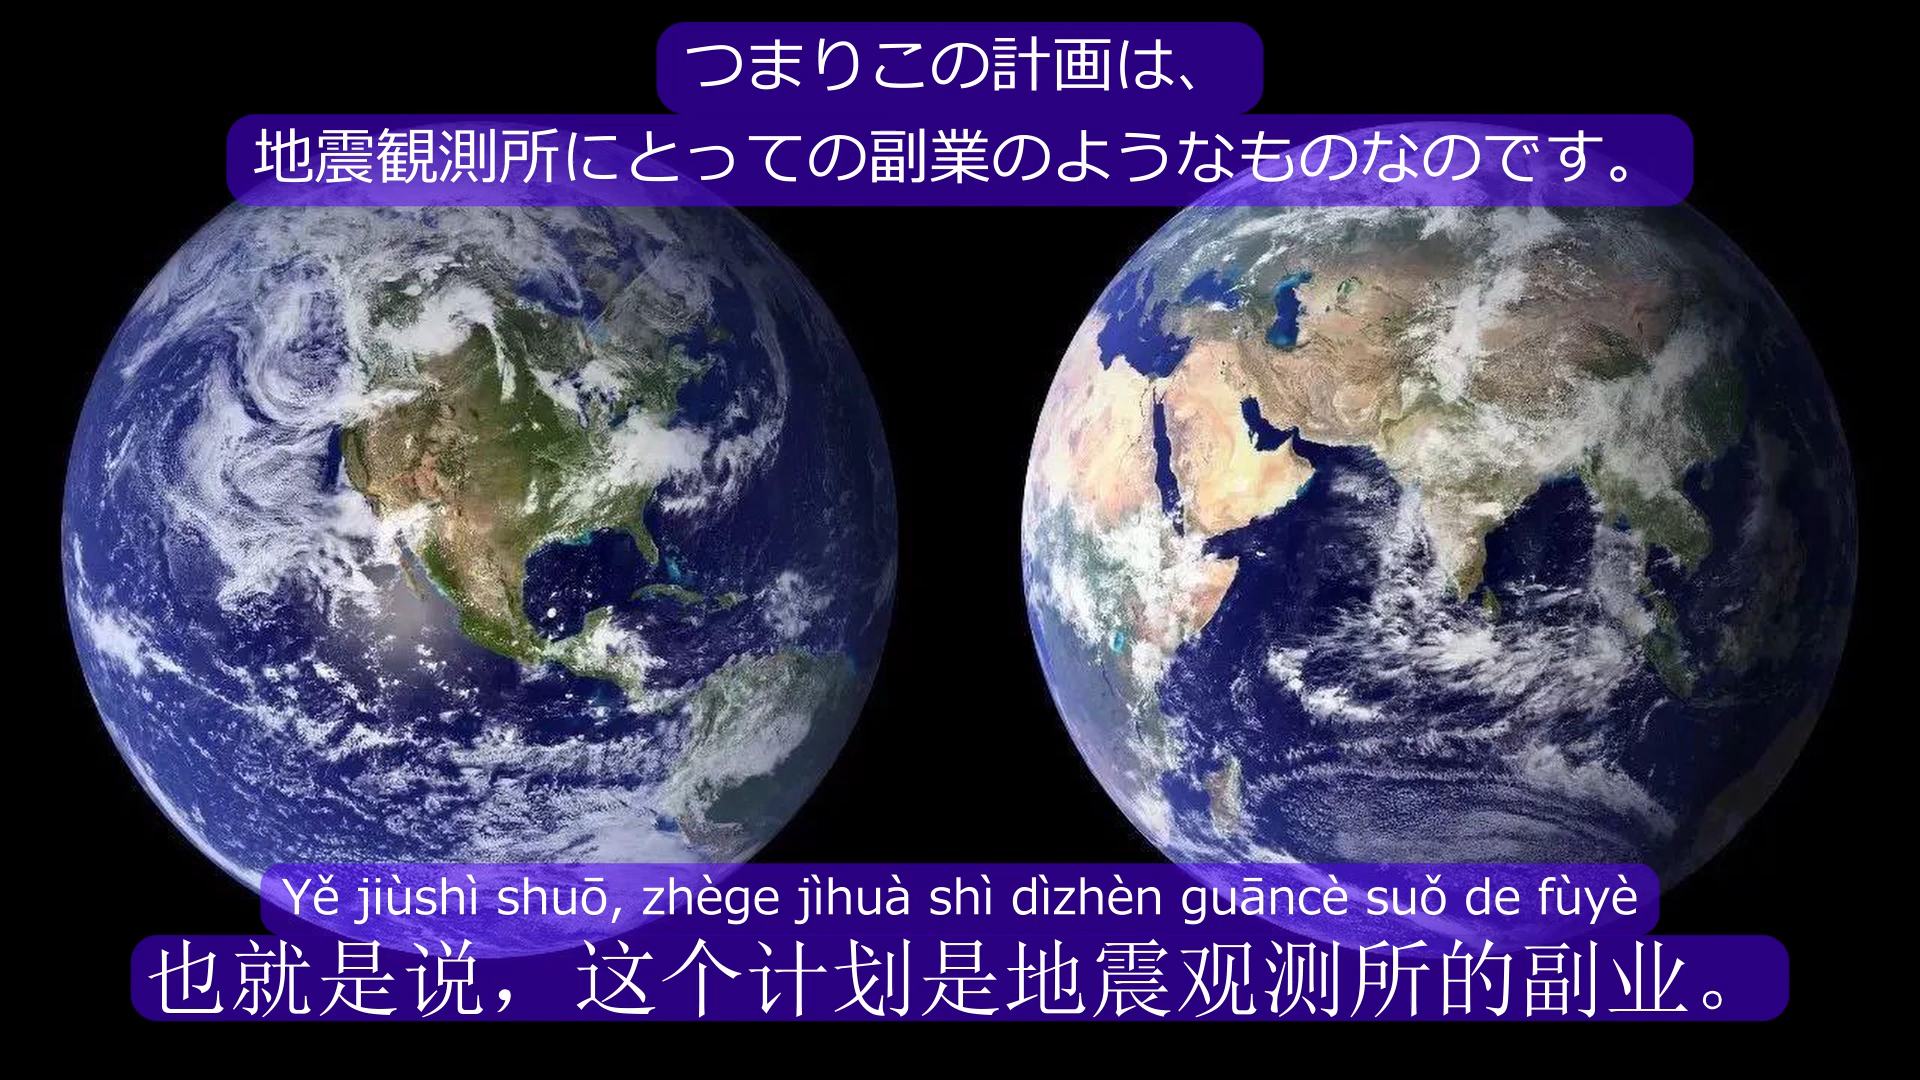 つまりこの計画は、
地震観測所にとっての副業のようなものなのです。
Yě jiùshì shuō, zhège jìhuà shì dìzhèn guāncè suǒ de fùyè
也就是说，这个计划是地震观测所的副业。